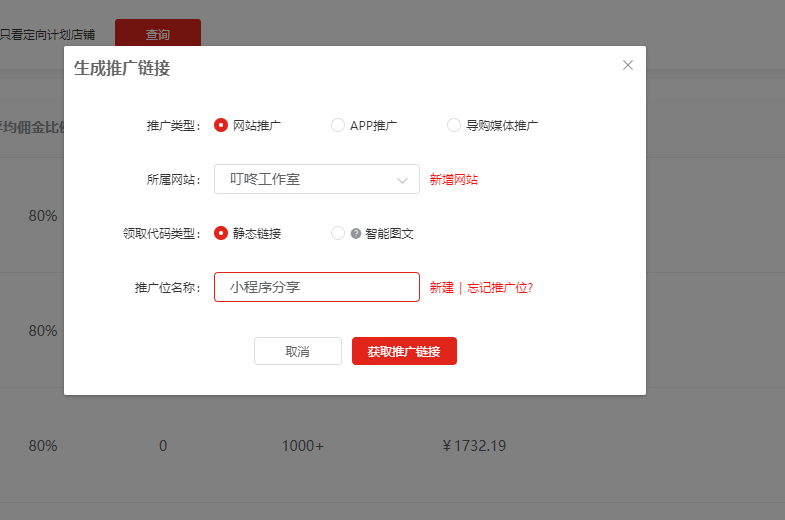 只看定向计划店铺 查询
生成推广链接
均佣金比
推广类型： 网站推广 APP推广 导购媒体推广
所属网站： 叮咚工作室 新增网站
80%
领取代码类型： 静态链接 ? 智能图文
推广位名称： 小程序分享 新建 | 忘记推广位?
80%
取消 获取推广链接
80% 0 1000+ ¥1732.19